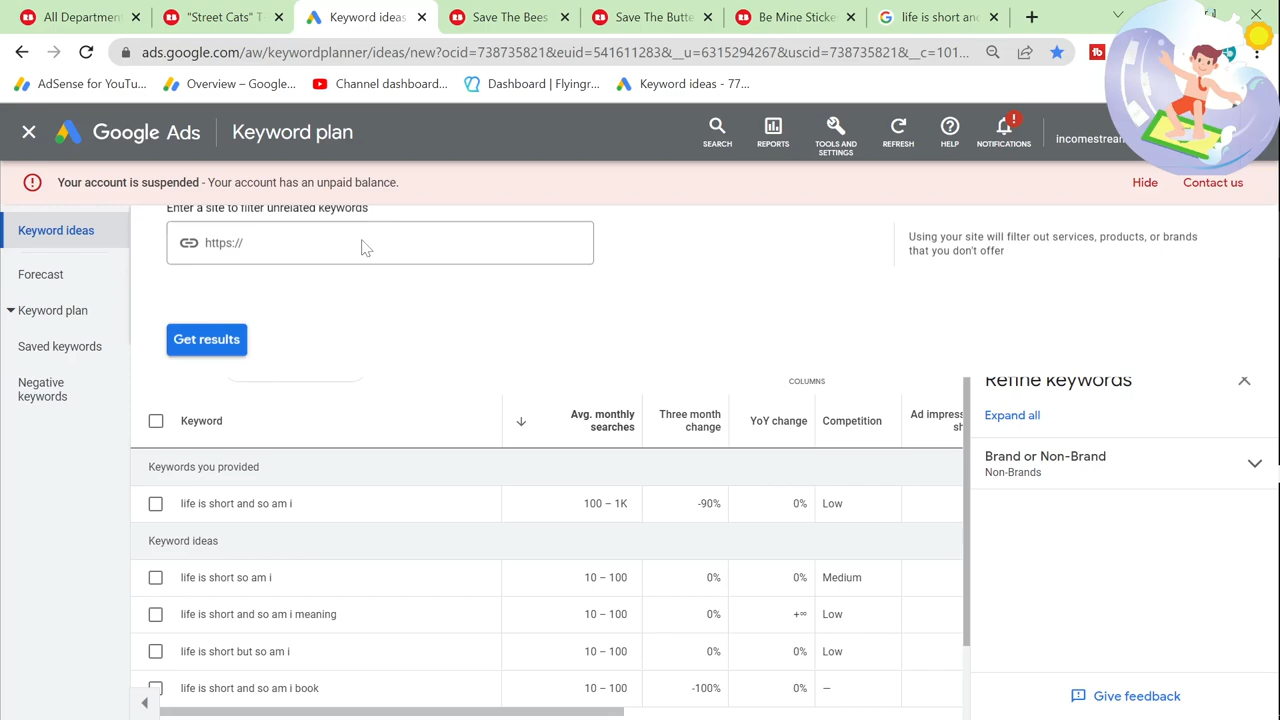 All Department
"Street Cats"
Keyword ideas
Save The Bees
Save The Butte
Be Mine Sticke
life is short and
ads.google.com/aw/keywordplanner/ideas/new?ocid=738735821&euid=541611283&__u=6315294267&uscid=738735821&__c=101...
AdSense for YouTu...
Overview – Google...
Channel dashboard...
Dashboard | Flyingr...
Keyword ideas - 77...
Google Ads
Keyword plan
SEARCH
REPORTS
TOOLS AND SETTINGS
REFRESH
HELP
NOTIFICATIONS
incomestream
Your account is suspended - Your account has an unpaid balance.
Hide
Contact us
Keyword ideas
Forecast
Keyword plan
Saved keywords
Negative
keywords
Enter a site to filter unrelated keywords
https://
Using your site will filter out services, products, or brands
that you don't offer
Get results
COLUMNS
Keyword
Avg. monthly
searches
Three month
change
YoY change
Competition
Ad impress
sh
Keywords you provided
life is short and so am i 100 – 1K -90% 0% Low
Keyword ideas
life is short so am i 10 – 100 0% 0% Medium
life is short and so am i meaning 10 – 100 0% +∞ Low
life is short but so am i 10 – 100 0% 0% Low
life is short and so am i book 10 – 100 -100% 0% –
Refine keywords
Expand all
Brand or Non-Brand
Non-Brands
Give feedback